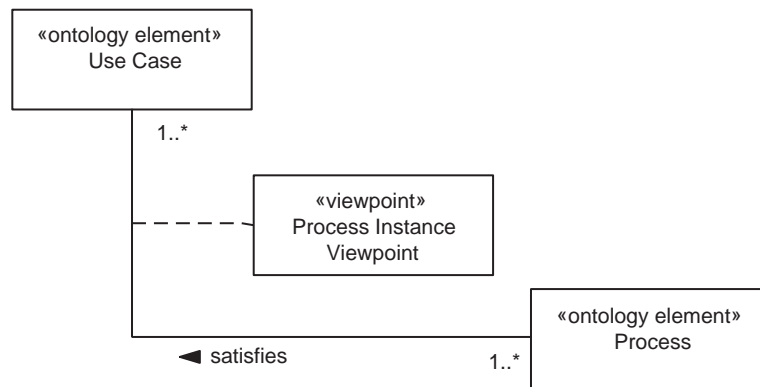 «ontology element»
Use Case
1..*
«viewpoint»
Process Instance
Viewpoint
«ontology element»
Process
satisfies
1..*